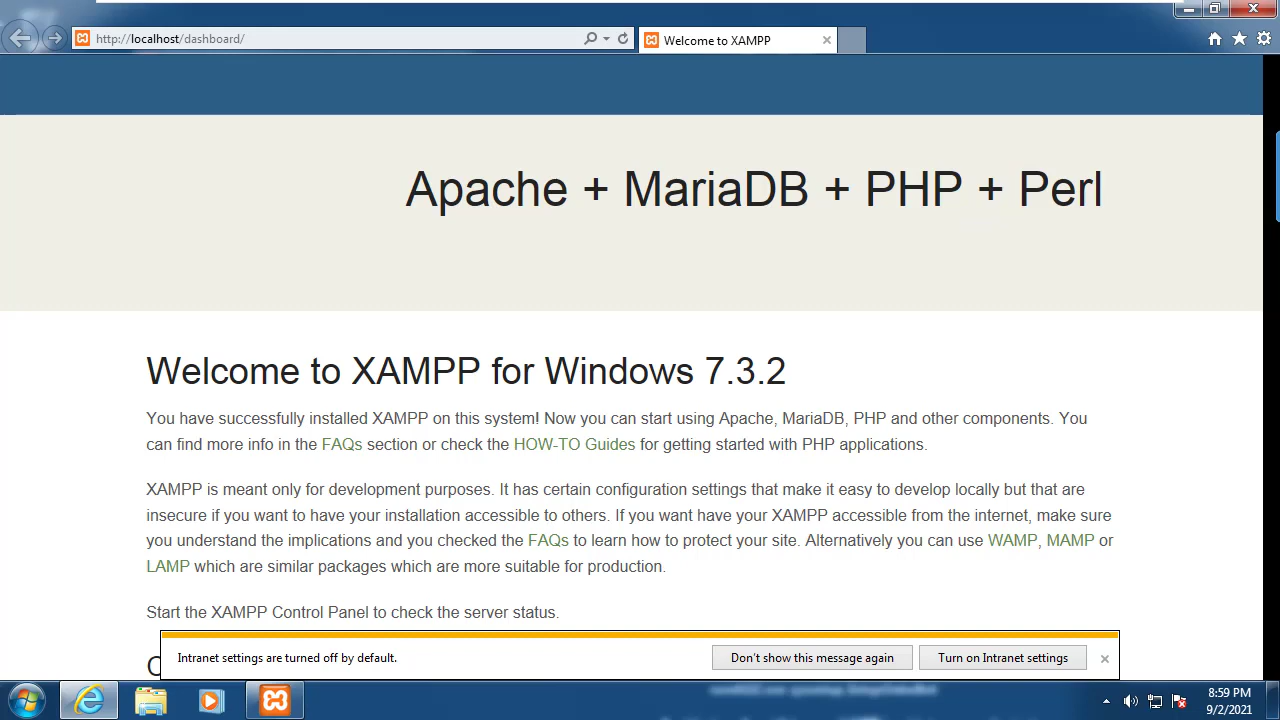 http://localhost/dashboard/
Welcome to XAMPP
Apache + MariaDB + PHP + Perl
Welcome to XAMPP for Windows 7.3.2
You have successfully installed XAMPP on this system! Now you can start using Apache, MariaDB, PHP and other components. You
can find more info in the FAQs section or check the HOW-TO Guides for getting started with PHP applications.
XAMPP is meant only for development purposes. It has certain configuration settings that make it easy to develop locally but that are
insecure if you want to have your installation accessible to others. If you want have your XAMPP accessible from the internet, make sure
you understand the implications and you checked the FAQs to learn how to protect your site. Alternatively you can use WAMP, MAMP or
LAMP which are similar packages which are more suitable for production.
Start the XAMPP Control Panel to check the server status.
Intranet settings are turned off by default.
Don't show this message again
Turn on Intranet settings
8:59 PM
9/2/2021